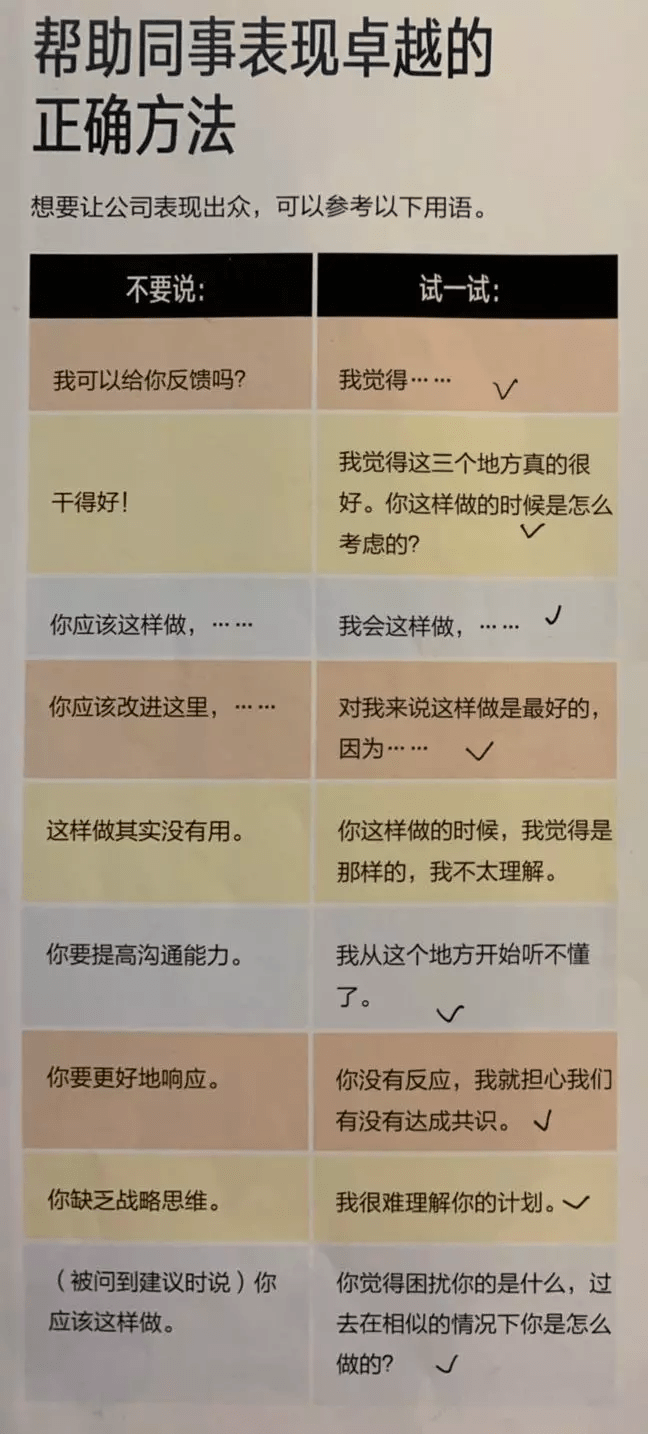 帮助同事表现卓越的
正确方法
想要让公司表现出众，可以参考以下用语。
不要说：
试一试：
我可以给你反馈吗？
我觉得……
干得好！
我觉得这三个地方真的很
好。你这样做的时候是怎么
考虑的？
你应该这样做，……
我会这样做，……
你应该改进这里，……
对我来说这样做是最好的，
因为……
这样做其实没有用。
你这样做的时候，我觉得是
那样的，我不太理解。
你要提高沟通能力。
我从这个地方开始听不懂
了。
你要更好地响应。
你没有反应，我就担心我们
有没有达成共识。
你缺乏战略思维。
我很难理解你的计划。
（被问到建议时说）你
应该这样做。
你觉得困扰你的是什么，过
去在相似的情况下你是怎么
做的？